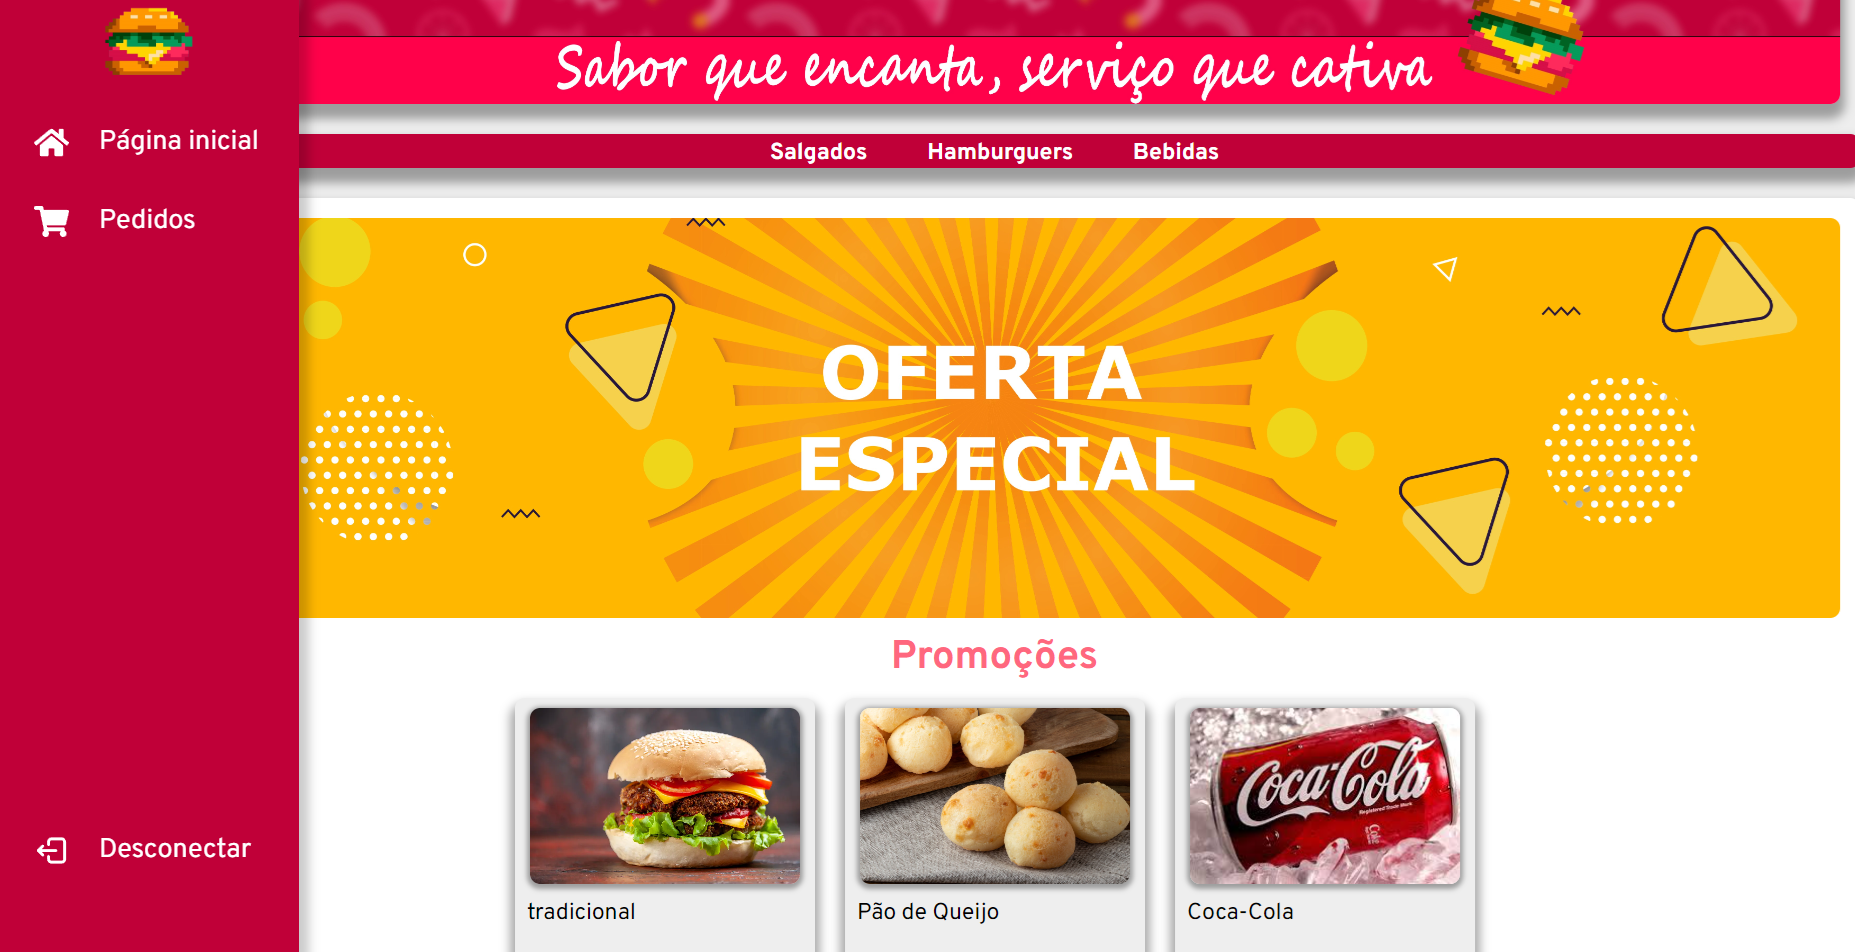 Sabor que encanta, serviço que cativa
Página inicial
Pedidos
Desconectar
Salgados Hamburguers Bebidas
OFERTA
ESPECIAL
Promoções
Coca-Cola
tradicional
Pão de Queijo
Coca-Cola